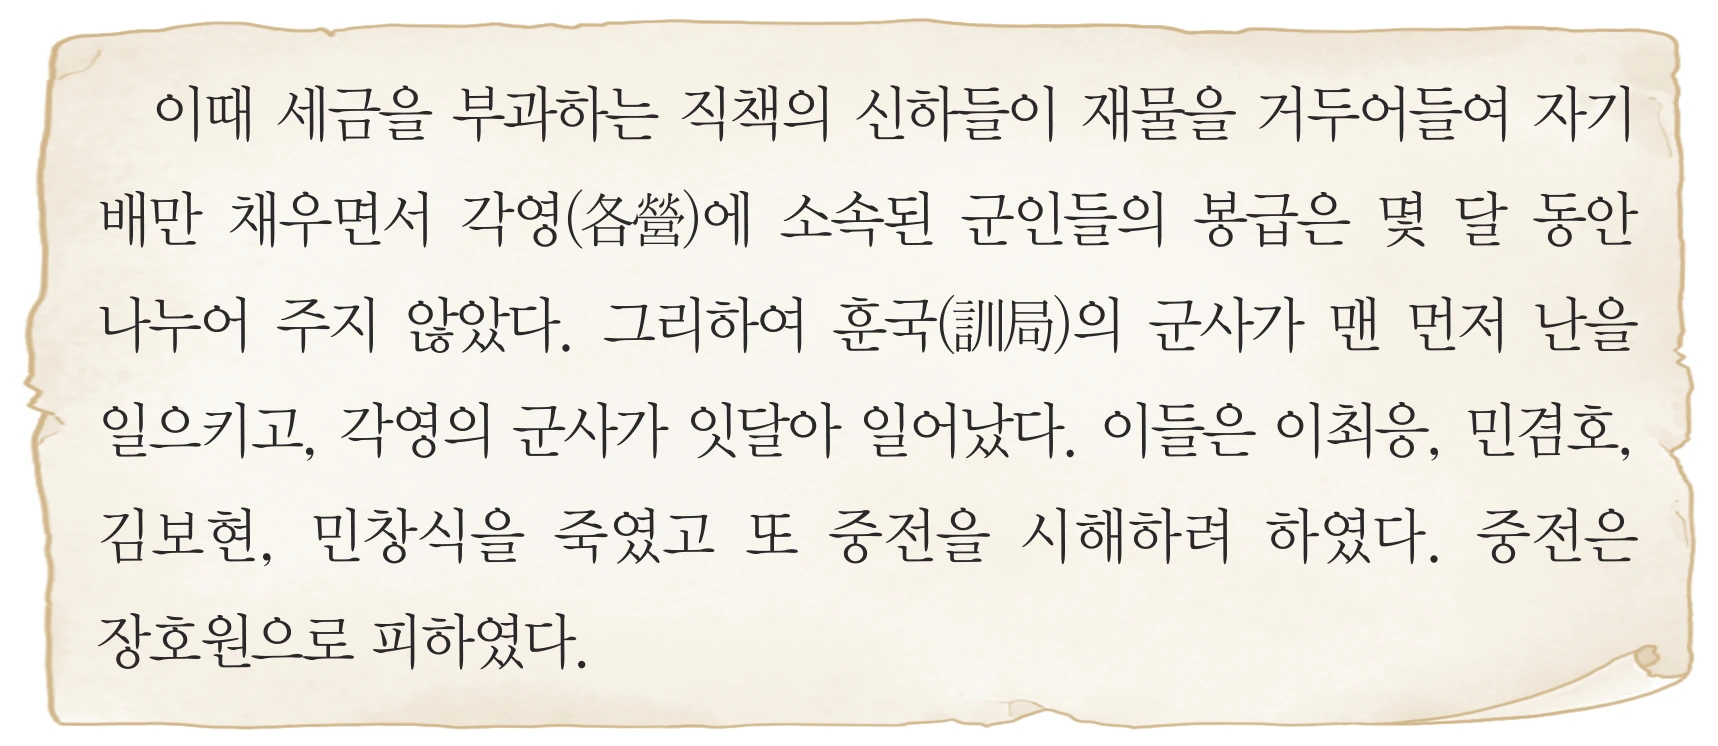 이때 세금을 부과하는 직책의 신하들이 재물을 거두어들여 자기
배만 채우면서 각영(各營)에 소속된 군인들의 봉급은 몇 달 동안
나누어 주지 않았다. 그리하여 훈국(訓局)의 군사가 맨 먼저 난을
일으키고, 각영의 군사가 잇달아 일어났다. 이들은 이최응, 민겸호,
김보현, 민창식을 죽였고 또 중전을 시해하려 하였다. 중전은
장호원으로 피하였다.